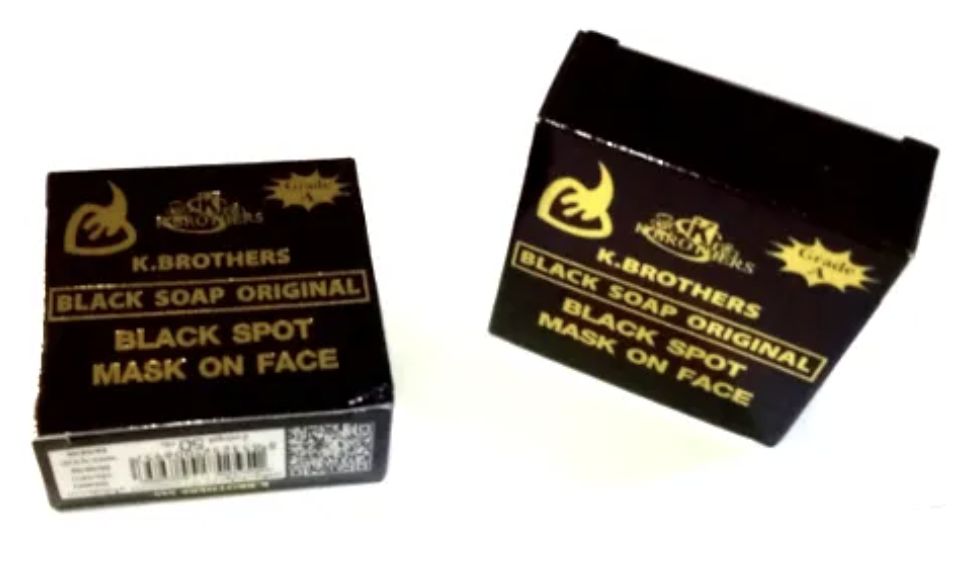 Grade
A
K.BROTHERS
K.BROTHERS
BLACK SOAP ORIGINAL
BLACK SPOT
MASK ON FACE
50
Grade
A
K.BROTHERS
K.BROTHERS
BLACK SOAP ORIGINAL
BLACK SPOT
MASK ON FACE